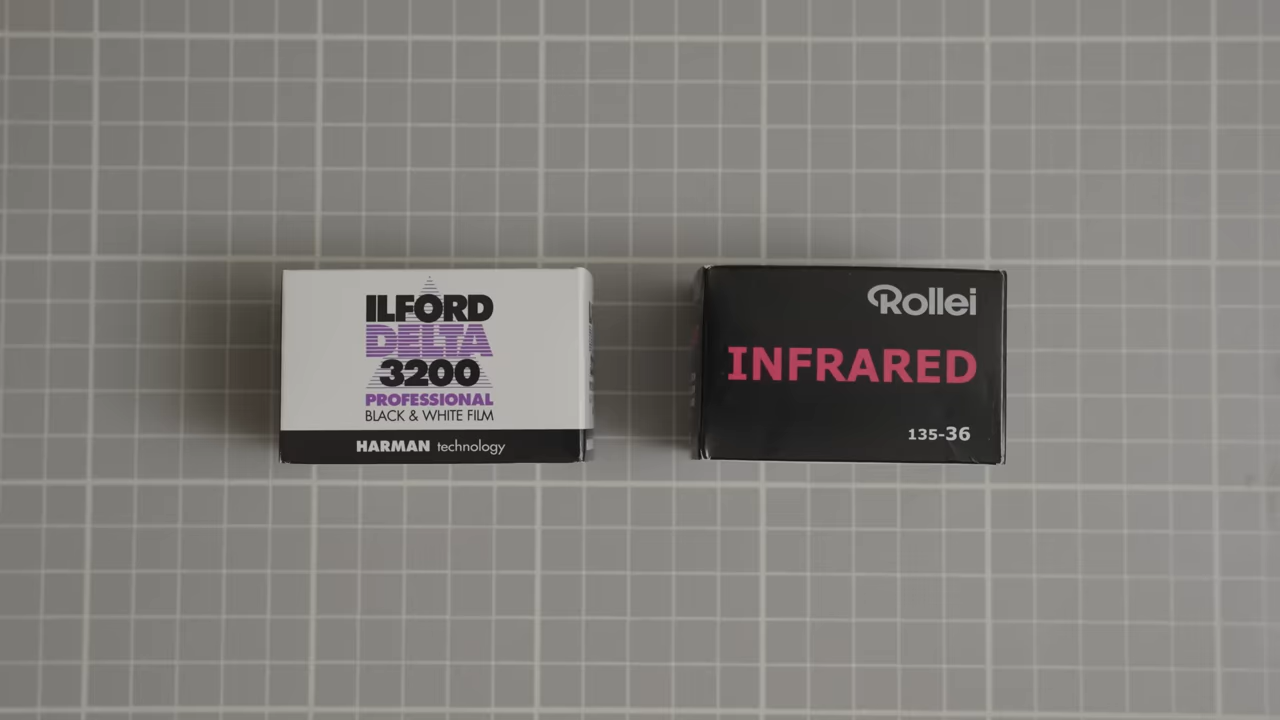 ILFORD
DELTA
3200
PROFESSIONAL
BLACK & WHITE FILM
HARMAN technology
Rollei
INFRARED
135-36